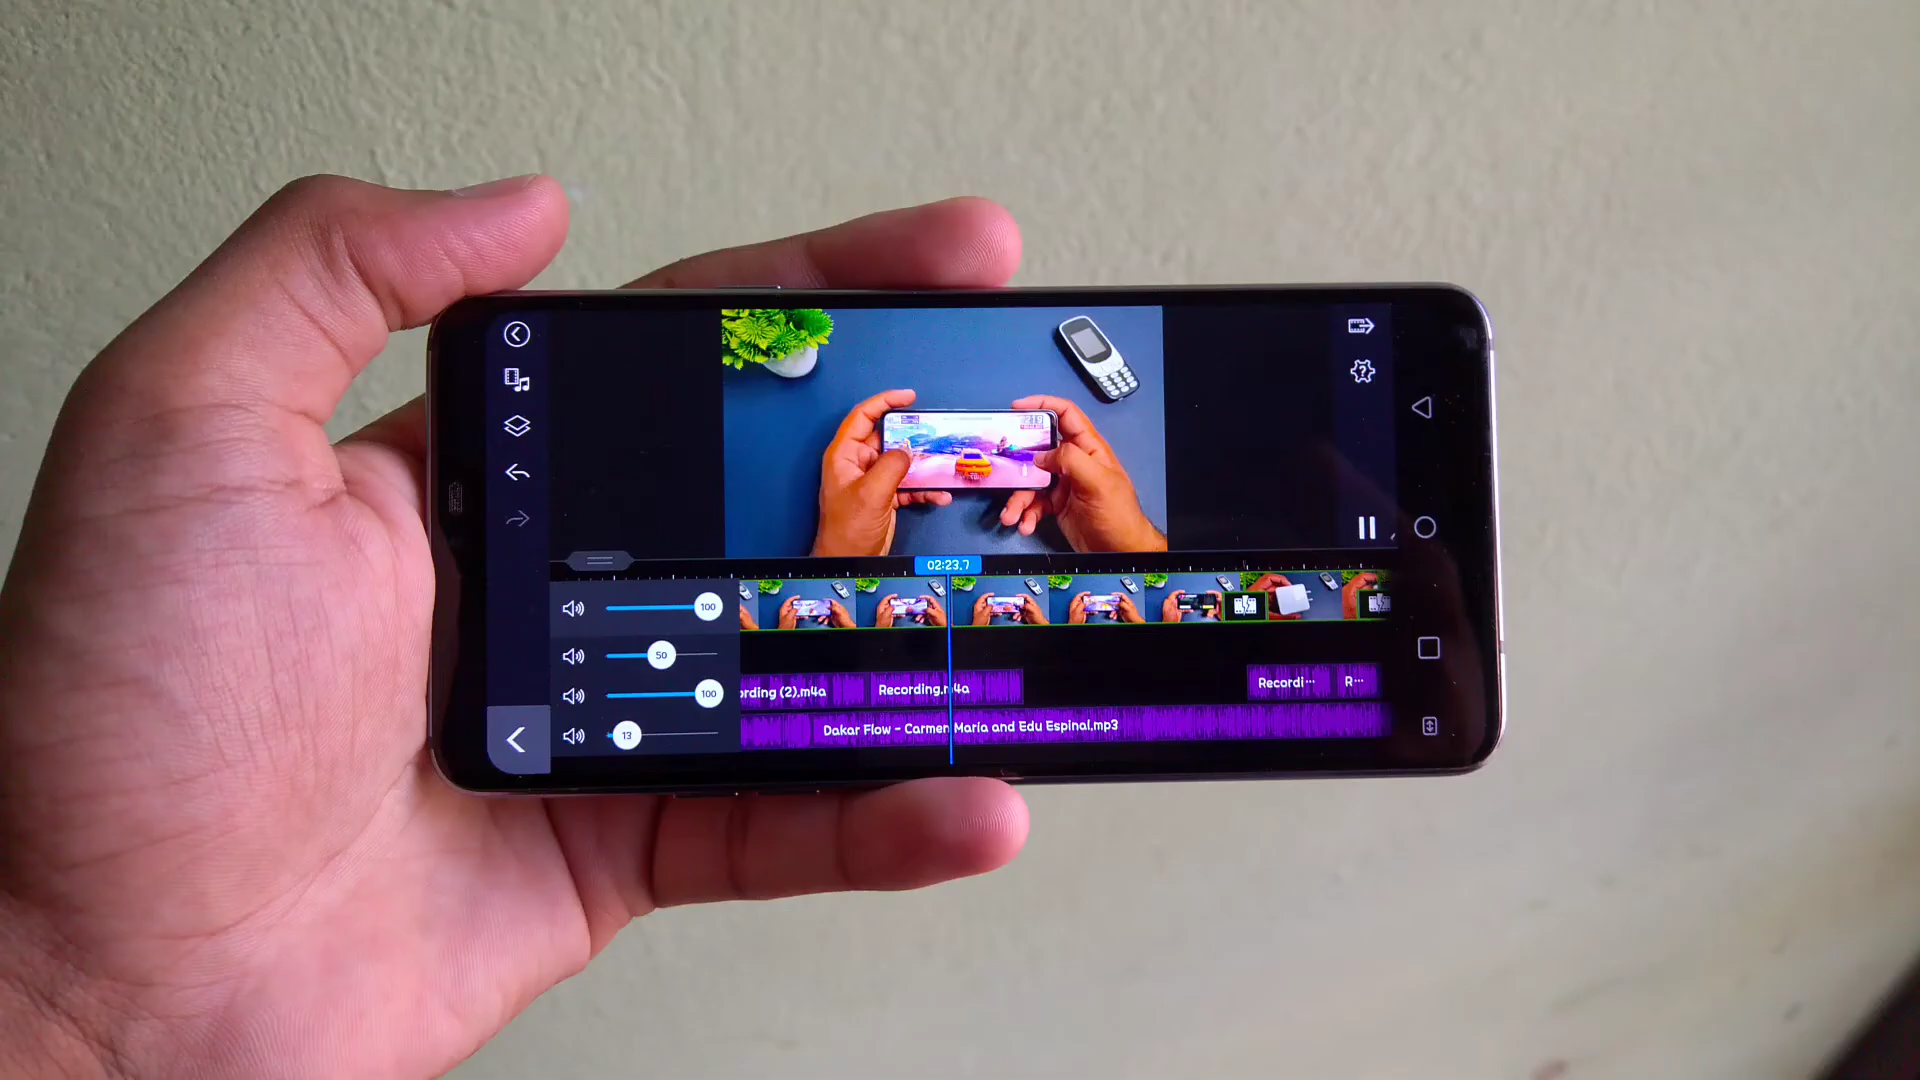 02:23.7
100
50
100
13
ording (2).m4a
Recording.m4a
Recordi...
R...
Dakar Flow - Carmen Maria and Edu Espinal.mp3